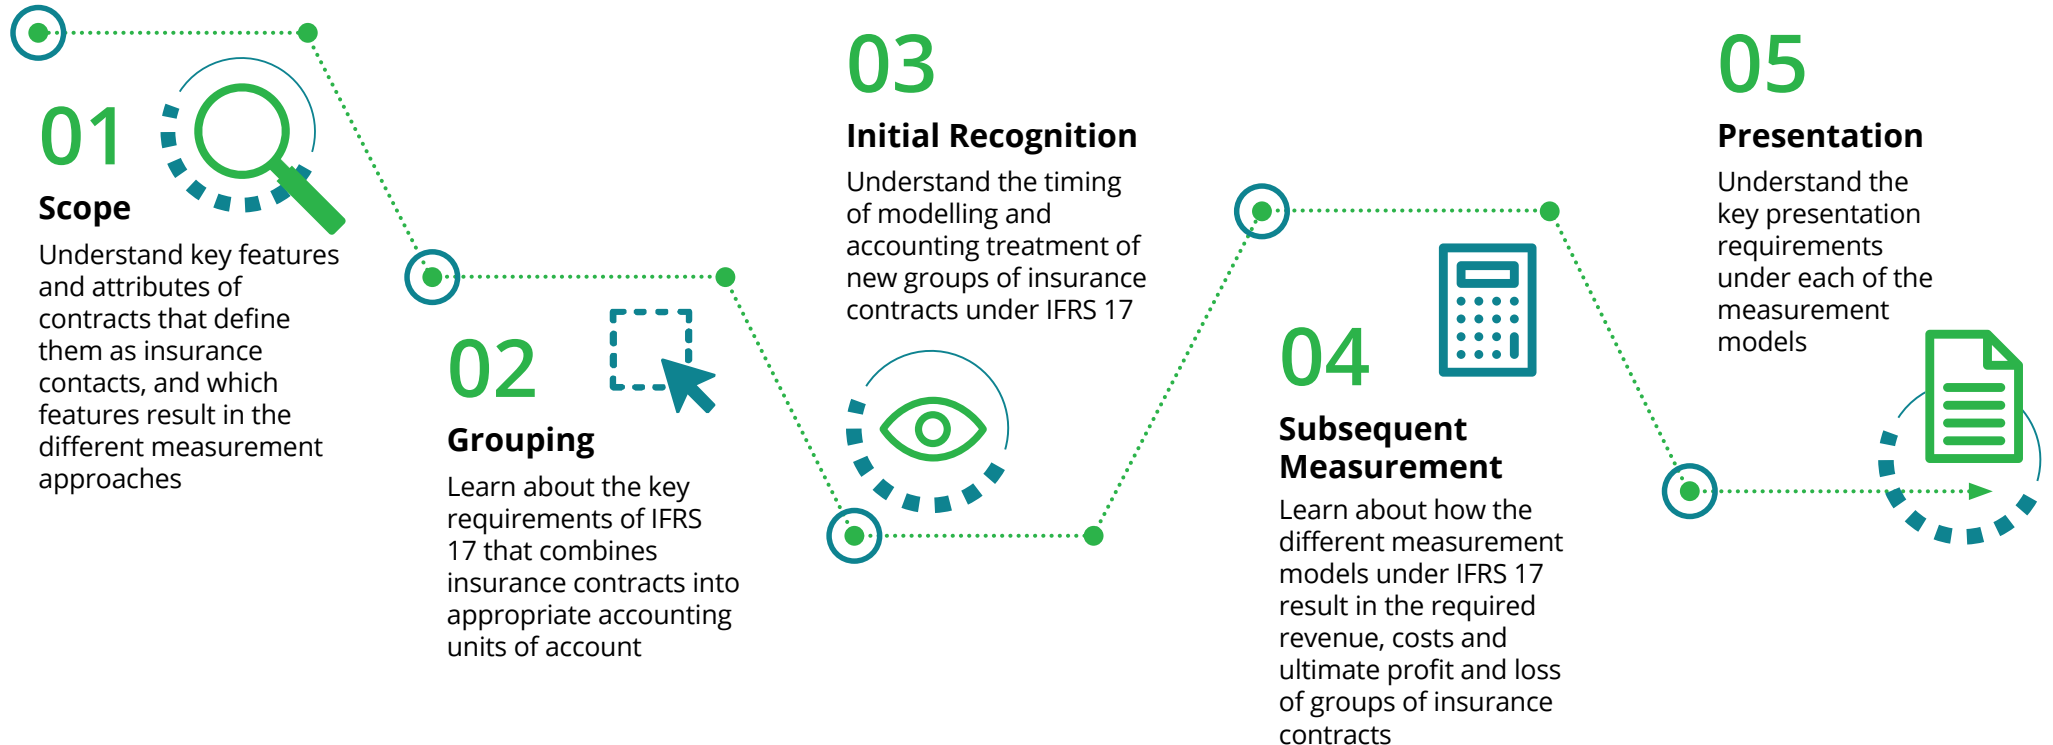 01
Scope
Understand key features
and attributes of
contracts that define
them as insurance
contacts, and which
features result in the
different measurement
approaches
02
Grouping
Learn about the key
requirements of IFRS
17 that combines
insurance contracts into
appropriate accounting
units of account
03
Initial Recognition
Understand the timing
of modelling and
accounting treatment of
new groups of insurance
contracts under IFRS 17
04
Subsequent
Measurement
Learn about how the
different measurement
models under IFRS 17
result in the required
revenue, costs and
ultimate profit and loss
of groups of insurance
contracts
05
Presentation
Understand the
key presentation
requirements
under each of the
measurement
models